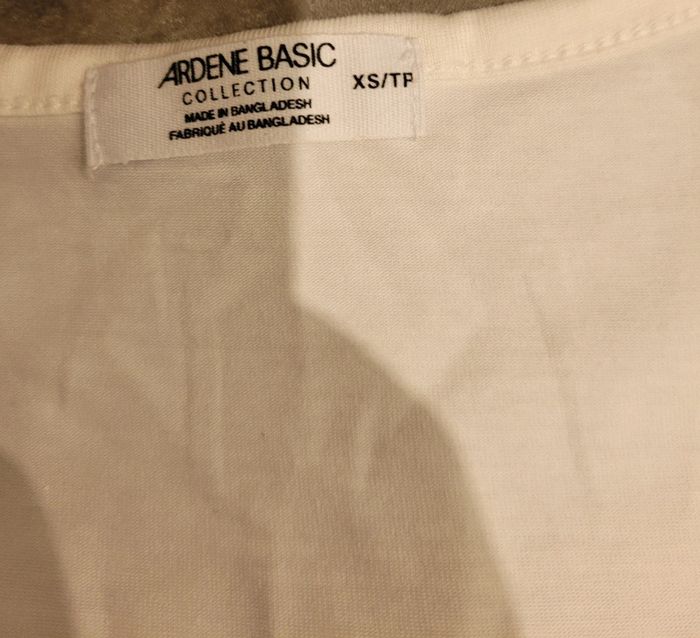 ARDENE BASIC
COLLECTION
XS/TP
MADE IN BANGLADESH
FABRIQUÉ AU BANGLADESH